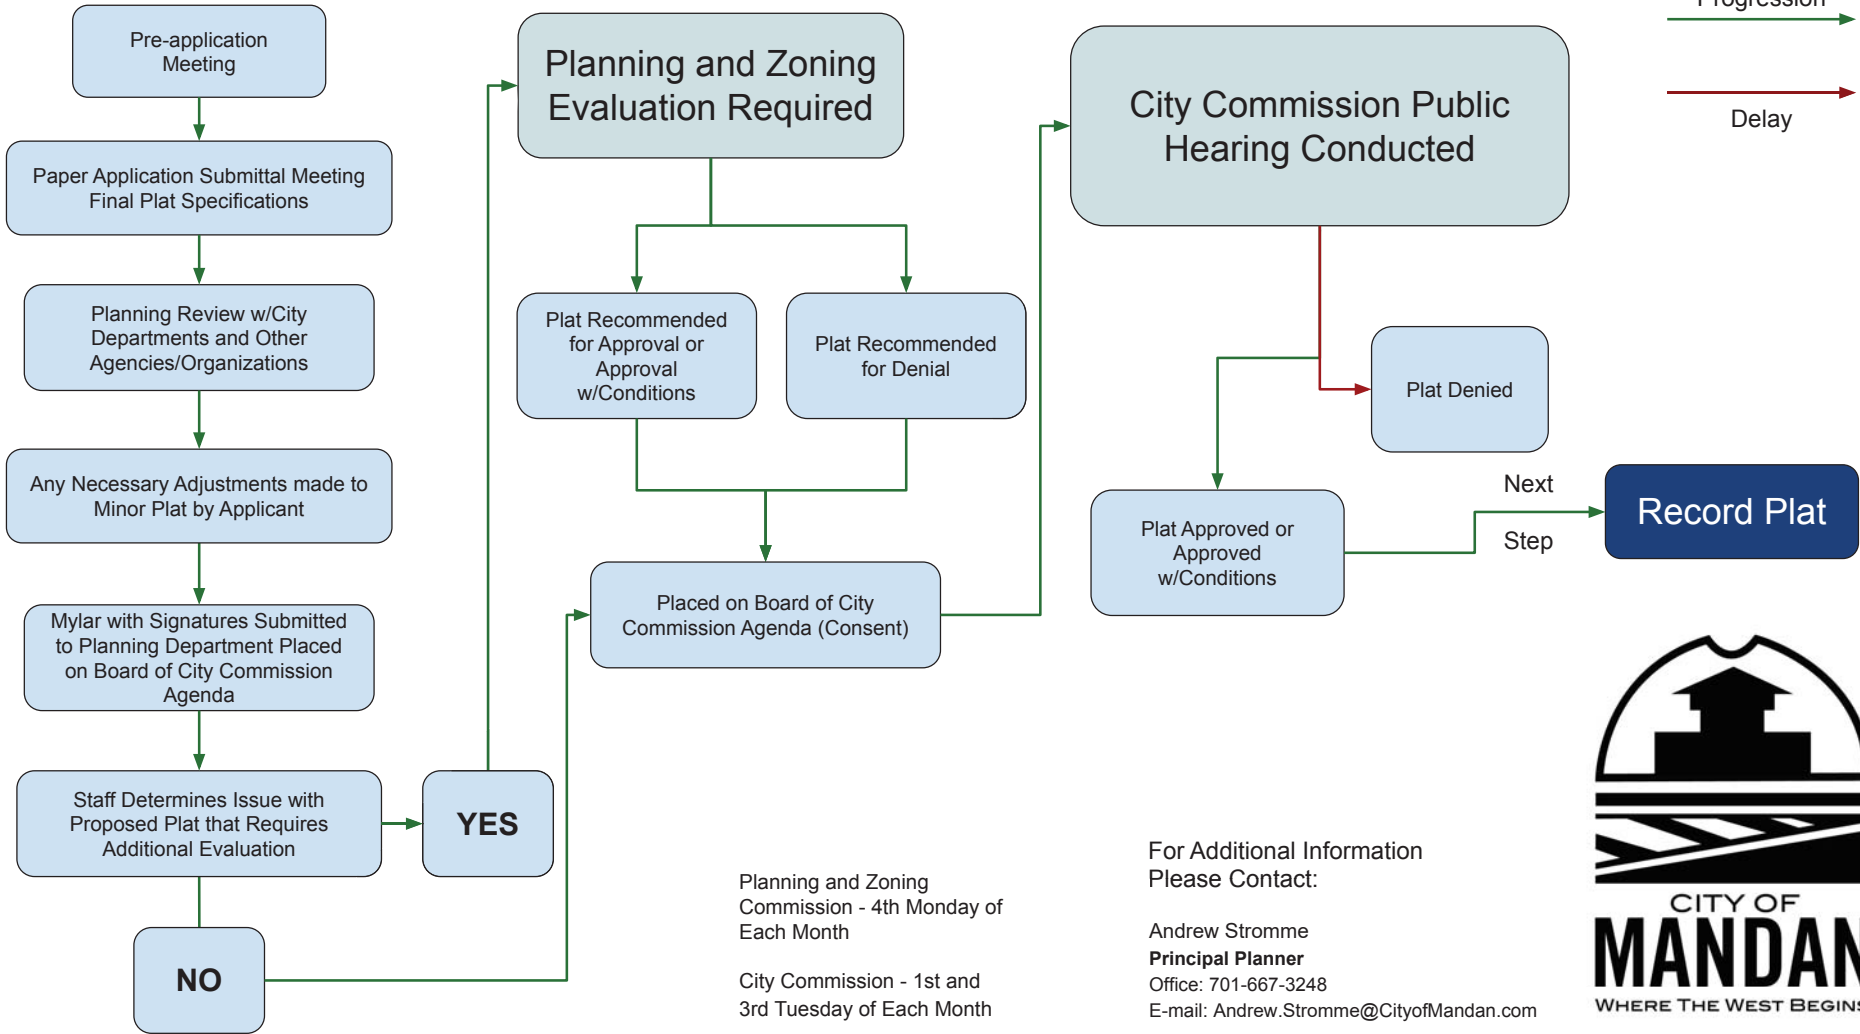 Pre-application
Meeting
Paper Application Submittal Meeting
Final Plat Specifications
Planning Review w/City
Departments and Other
Agencies/Organizations
Any Necessary Adjustments made to
Minor Plat by Applicant
Mylar with Signatures Submitted
to Planning Department Placed
on Board of City Commission
Agenda
Staff Determines Issue with
Proposed Plat that Requires
Additional Evaluation
YES
NO
Planning and Zoning
Evaluation Required
Plat Recommended
for Approval or
Approval
w/Conditions
Plat Recommended
for Denial
Placed on Board of City
Commission Agenda (Consent)
City Commission Public
Hearing Conducted
Plat Denied
Plat Approved or
Approved
w/Conditions
Next
Step
Record Plat
Progression
Delay
Planning and Zoning
Commission - 4th Monday of
Each Month
City Commission - 1st and
3rd Tuesday of Each Month
For Additional Information
Please Contact:
Andrew Stromme
Principal Planner
Office: 701-667-3248
E-mail: Andrew.Stromme@CityofMandan.com
CITY OF
MANDAN
WHERE THE WEST BEGINS